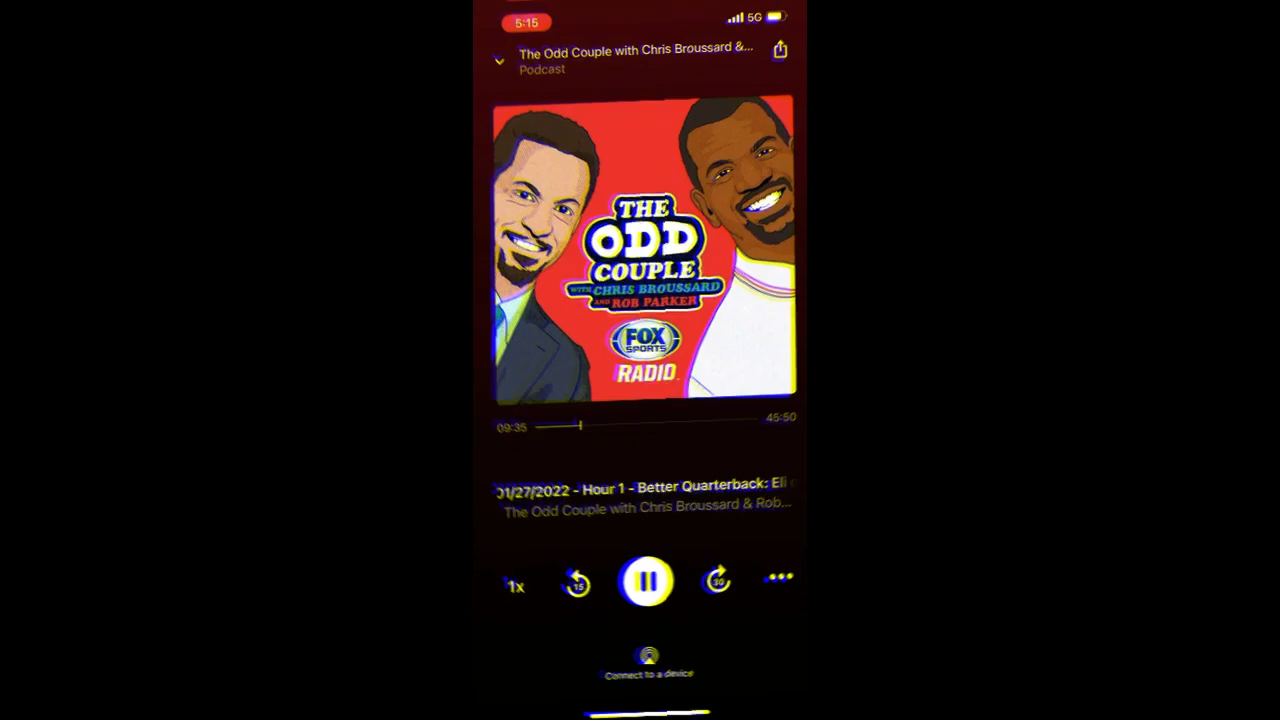 5:15
5G
The Odd Couple with Chris Broussard &...
Podcast
THE
ODD
COUPLE
WITH CHRIS BROUSSARD
AND ROB PARKER
FOX
SPORTS
RADIO
09:35
45:50
01/27/2022 - Hour 1 - Better Quarterback: Eli
The Odd Couple with Chris Broussard & Rob...
1x
15
30
Connect to a device